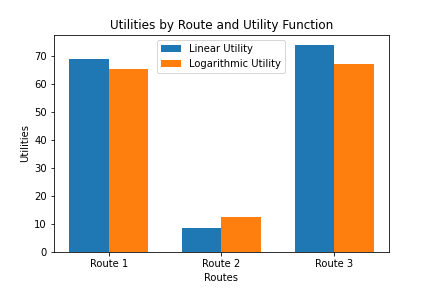 Utilities by Route and Utility Function
Linear Utility
Logarithmic Utility
Utilities
70
60
50
40
30
20
10
0
Route 1 Route 2 Route 3
Routes